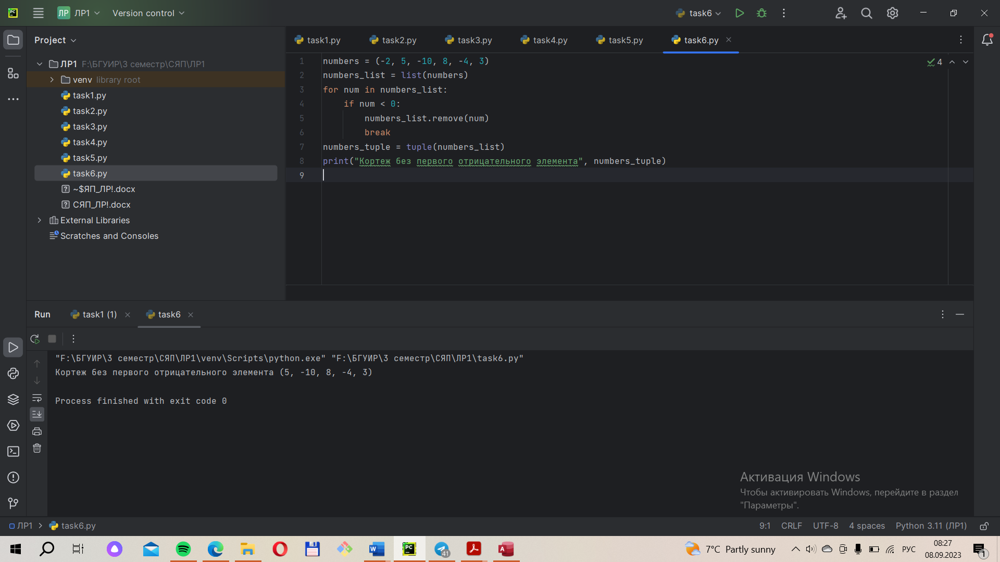 PC
ЛР ЛР1
Version control
task6
Project
task1.py
task2.py
task3.py
task4.py
task5.py
task6.py
ЛР1 F:\БГУИР\3 семестр\СЯП\ЛР1
venv library root
task1.py
task2.py
task3.py
task4.py
task5.py
task6.py
~$ЯП_ЛР!.docx
СЯП_ЛР!.docx
External Libraries
Scratches and Consoles
1 numbers = (-2, 5, -10, 8, -4, 3)
2 numbers_list = list(numbers)
3 for num in numbers_list:
4 if num < 0:
5 numbers_list.remove(num)
6 break
7 numbers_tuple = tuple(numbers_list)
8 print("Кортеж без первого отрицательного элемента", numbers_tuple)
9
4
Run
task1 (1)
task6
"F:\БГУИР\3 семестр\СЯП\ЛР1\venv\Scripts\python.exe" "F:\БГУИР\3 семестр\СЯП\ЛР1\task6.py"
Кортеж без первого отрицательного элемента (5, -10, 8, -4, 3)
Process finished with exit code 0
Активация Windows
Чтобы активировать Windows, перейдите в раздел
"Параметры".
ЛР1
task6.py
9:1 CRLF UTF-8 4 spaces Python 3.11 (ЛР1)
W
PC
41
A
7°C Partly sunny
РУС
08:27
08.09.2023
1